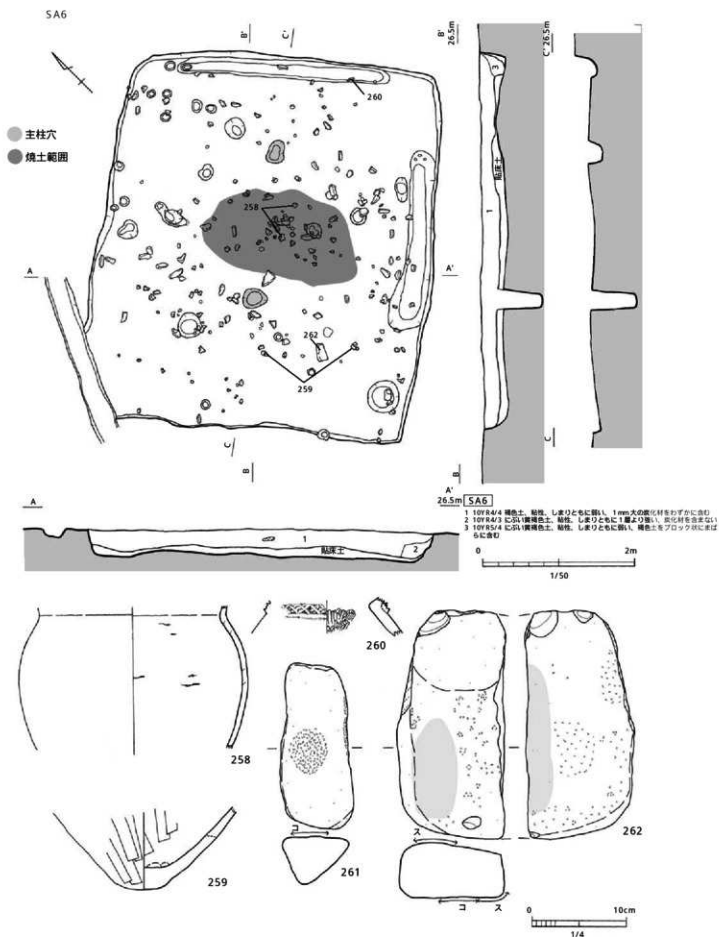 SA6
B'
C'
260
主柱穴
焼土範囲
258
A
A'
262
259
C
B
B'
26.5m
3
貼床土
1
B
C' 26.5m
C
A
A'
26.5m
1
貼床土
2
SA6
1 10YR4/4 褐色土、粘性、しまりともに弱い、1mm大の炭化材をわずかに含む
2 10YR4/3 にぶい黄褐色土、粘性、しまりともに1層より強い、炭化材を含まない
3 10YR5/4 にぶい黄褐色土、粘性、しまりともに弱い、褐色土をブロック状にまば
らに含む
0 2m
1/50
258
260
259
コ
261
ス
コ ス
262
0 10cm
1/4